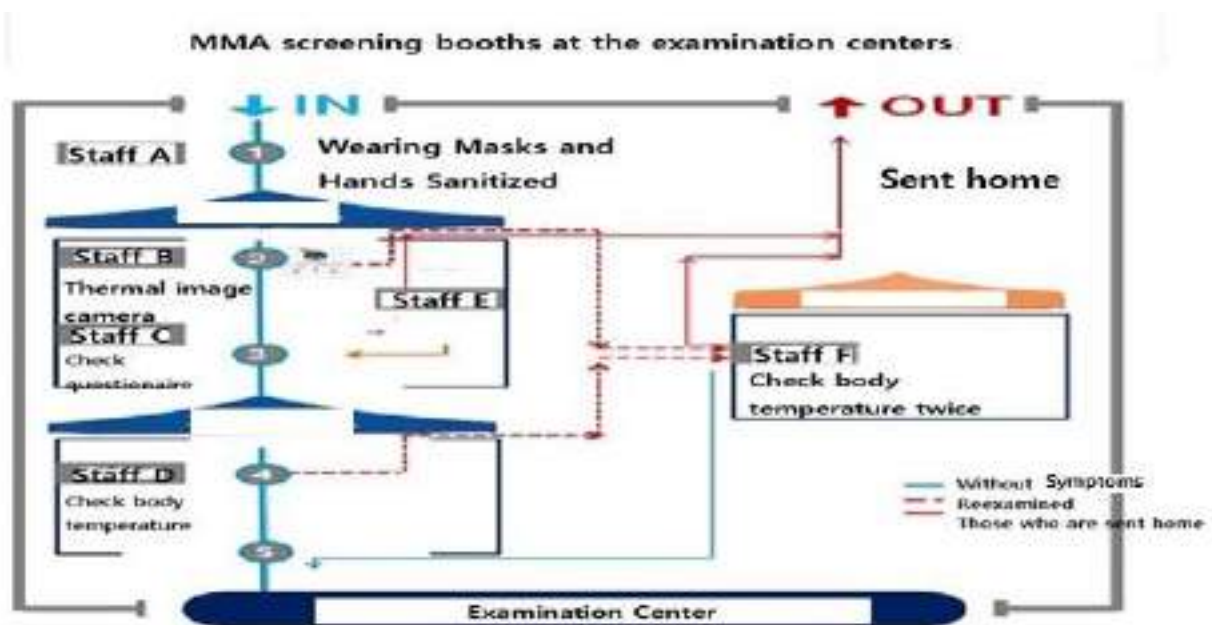 MMA screening booths at the examination centers
IN
OUT
Staff A
1
Wearing Masks and
Hands Sanitized
Sent home
Staff B
2
Thermal image
camera
Staff E
Staff C
3
Check
questionaire
Staff F
Check body
temperature twice
Staff D
4
Check body
temperature
5
Without Symptoms
Reexamined
Those who are sent home
Examination Center